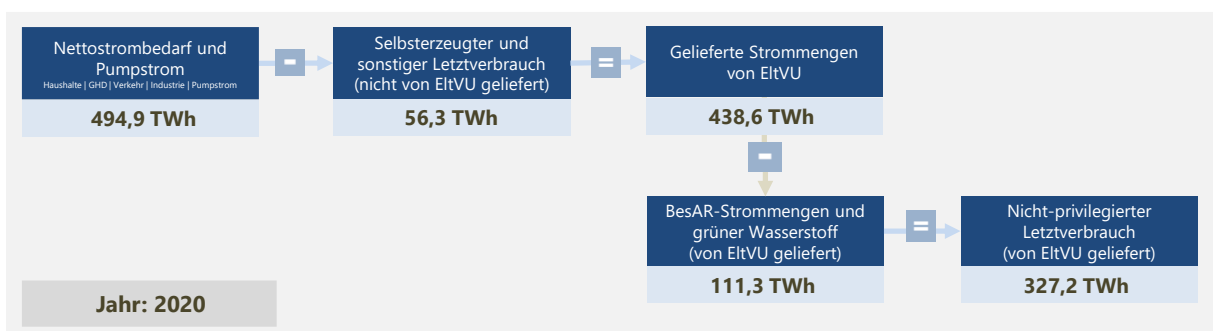 Nettostrombedarf und
Pumpstrom
Haushalte | GHD | Verkehr | Industrie | Pumpstrom
494,9 TWh
-
Selbsterzeugter und
sonstiger Letztverbrauch
(nicht von EltVU geliefert)
56,3 TWh
=
Gelieferte Strommengen
von EltVU
438,6 TWh
-
BesAR-Strommengen und
grüner Wasserstoff
(von EltVU geliefert)
111,3 TWh
=
Nicht-privilegierter
Letztverbrauch
(von EltVU geliefert)
327,2 TWh
Jahr: 2020